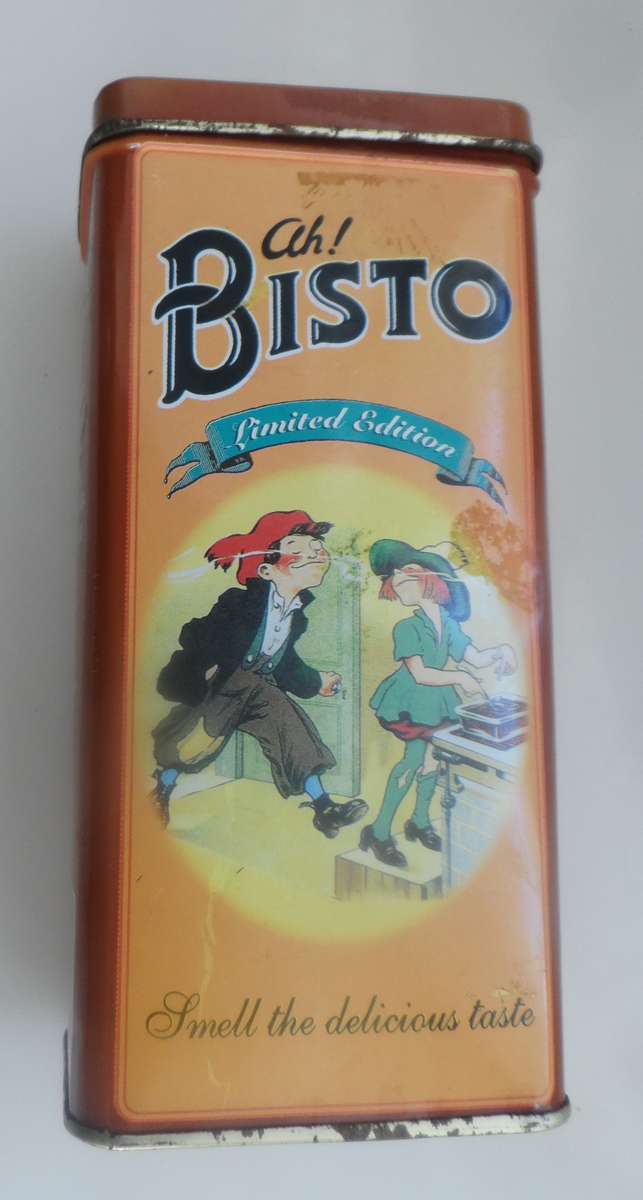 Ah!
BISTO
Limited Edition
Smell the delicious taste